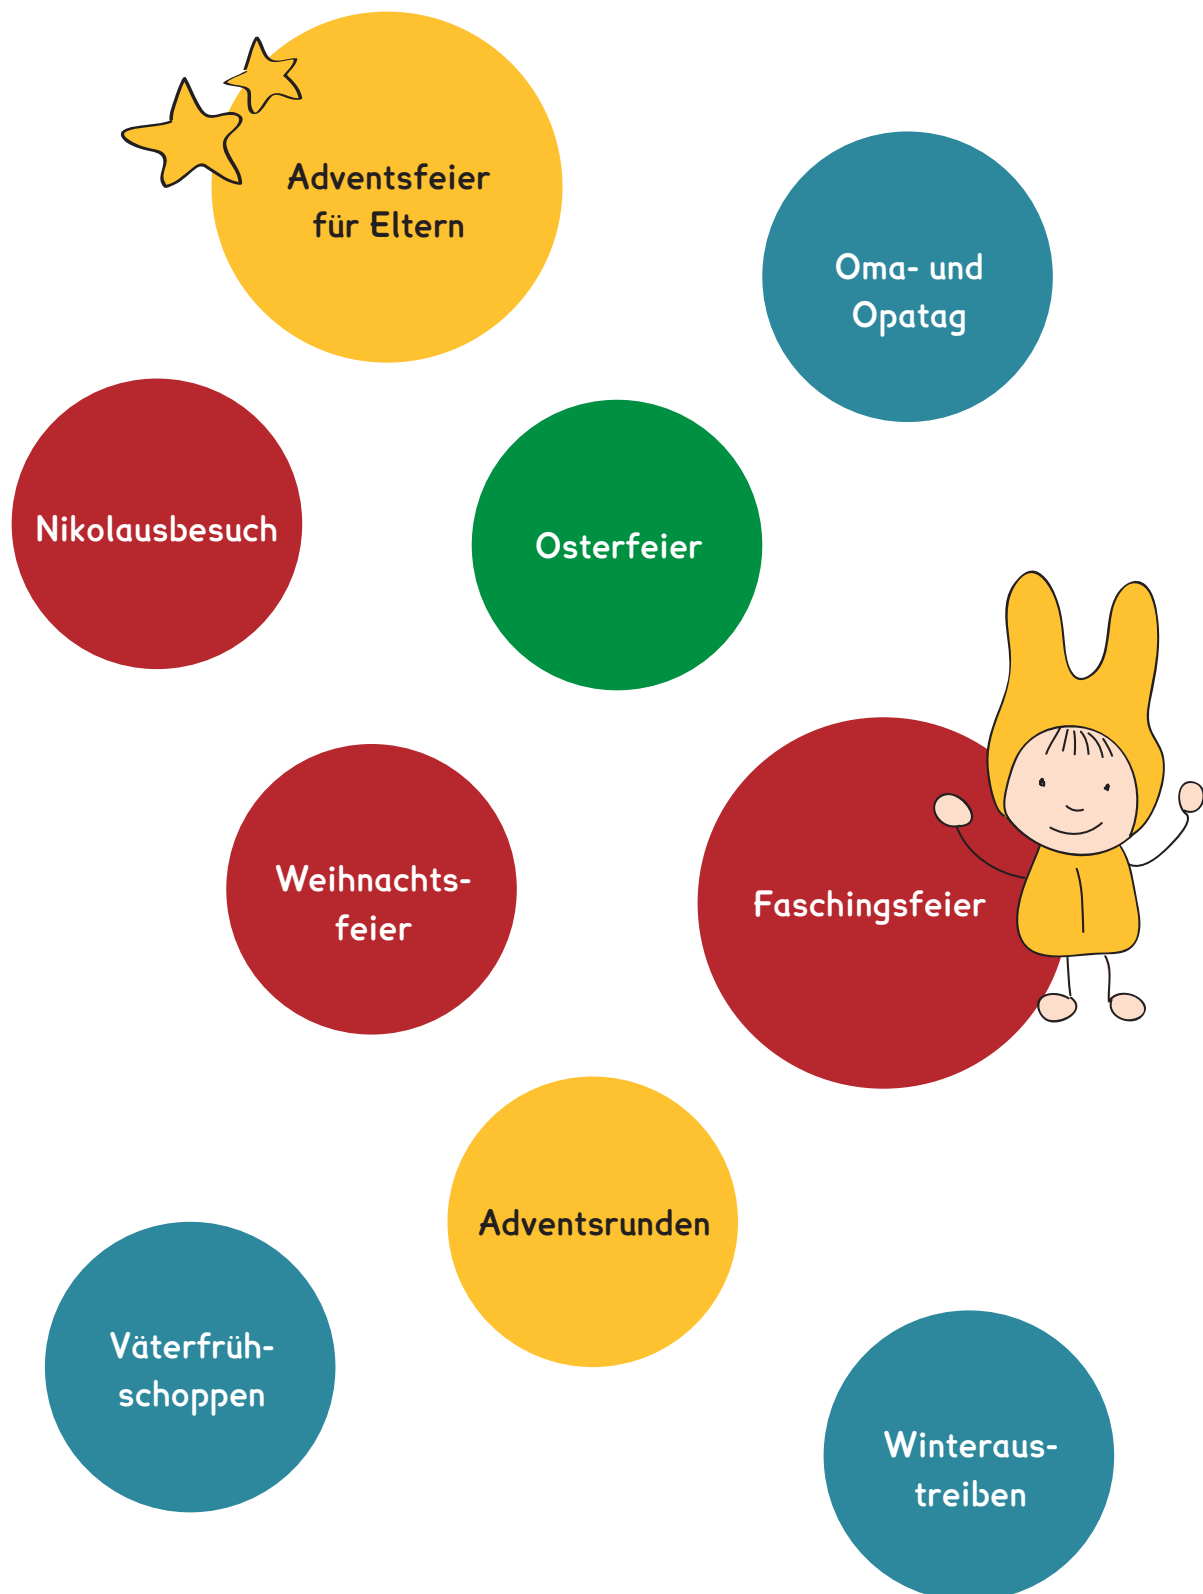 Adventsfeier
für Eltern
Oma- und
Opatag
Nikolausbesuch
Osterfeier
Weihnachts-
feier
Faschingsfeier
Adventsrunden
Väterfrüh-
schoppen
Winteraus-
treiben